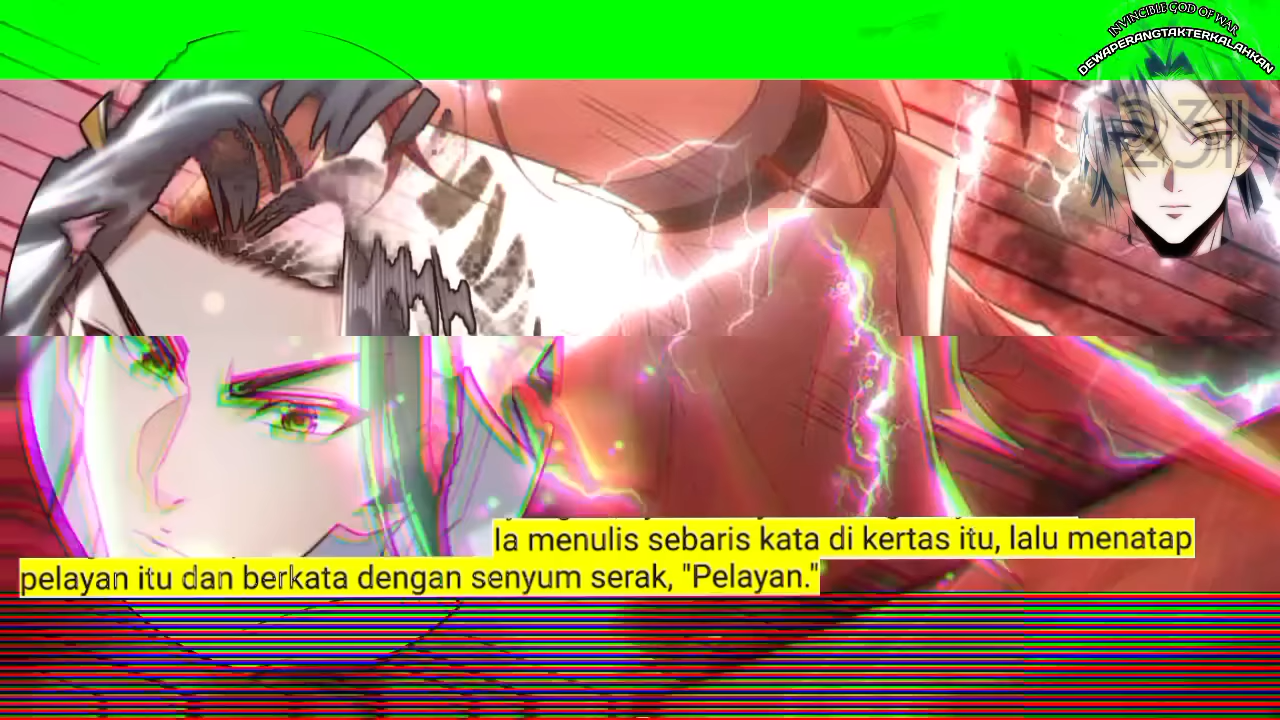 INVINCIBLE GOD OF WAR
DEWAPERANGTAKTERKALAHKAN
Ia menulis sebaris kata di kertas itu, lalu menatap
pelayan itu dan berkata dengan senyum serak, "Pelayan."